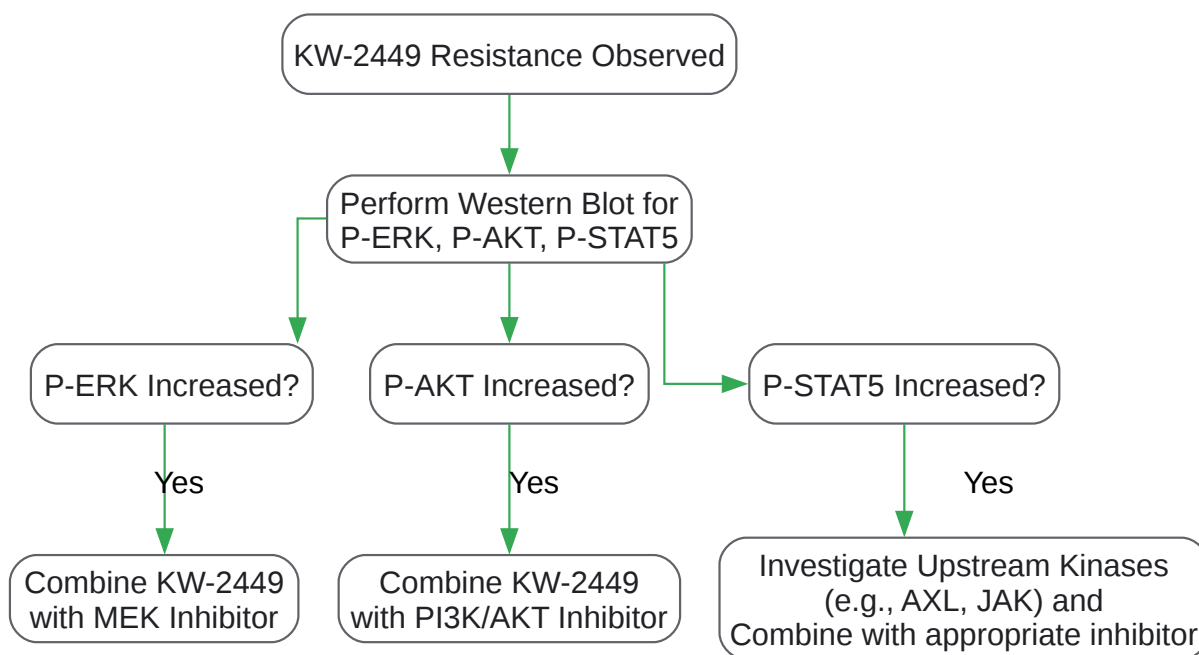 KW-2449 Resistance Observed
Perform Western Blot for
P-ERK, P-AKT, P-STAT5
P-ERK Increased?
P-AKT Increased?
P-STAT5 Increased?
Yes
Yes
Yes
Combine KW-2449
with MEK Inhibitor
Combine KW-2449
with PI3K/AKT Inhibitor
Investigate Upstream Kinases
(e.g., AXL, JAK) and
Combine with appropriate inhibitor